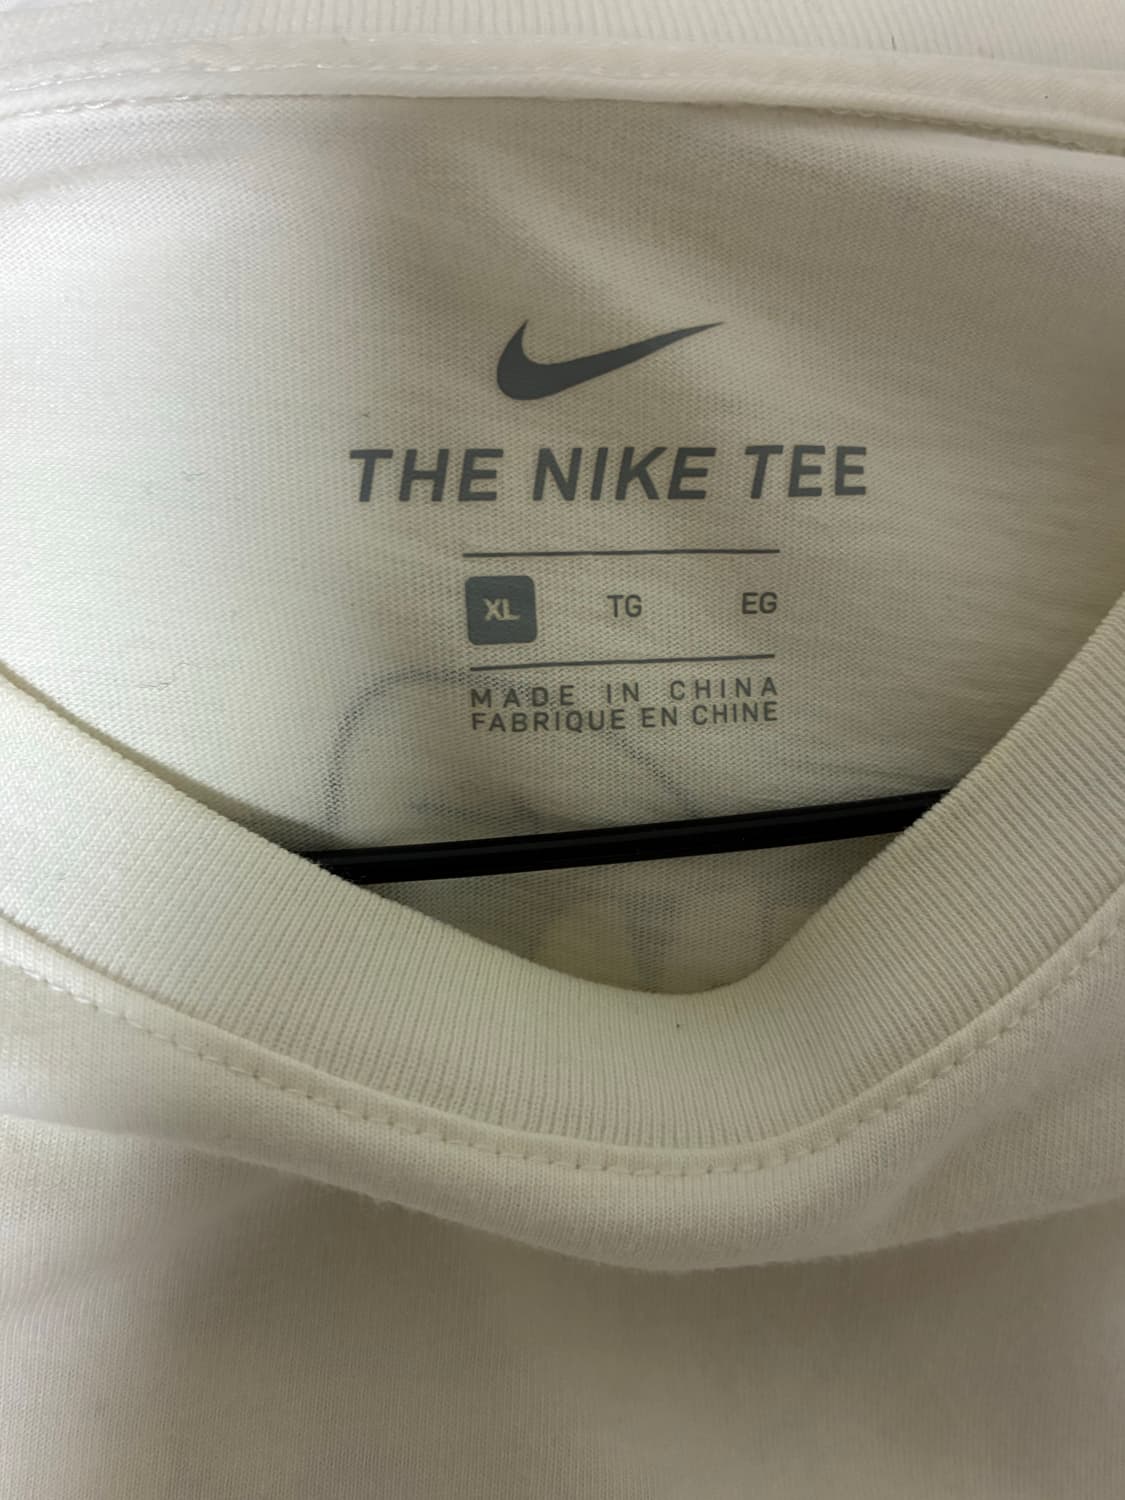 THE NIKE TEE
XL TG EG
MADE IN CHINA
FABRIQUE EN CHINE